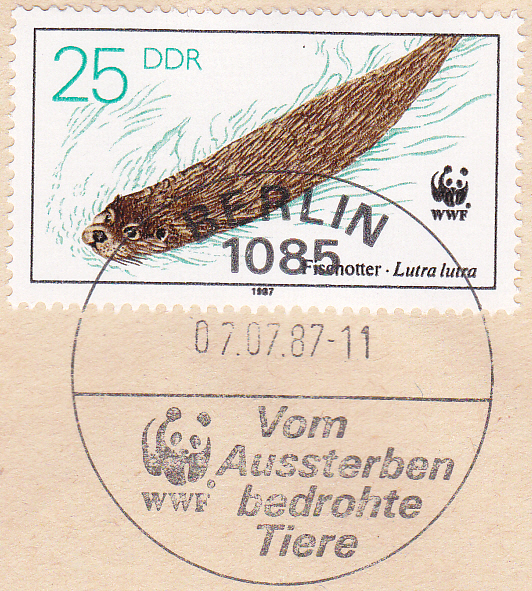 25 DDR
WWF
Fischotter · Lutra lutra
1987
BERLIN
1085
07.07.87-11
WWF
Vom
Aussterben
bedrohte
Tiere